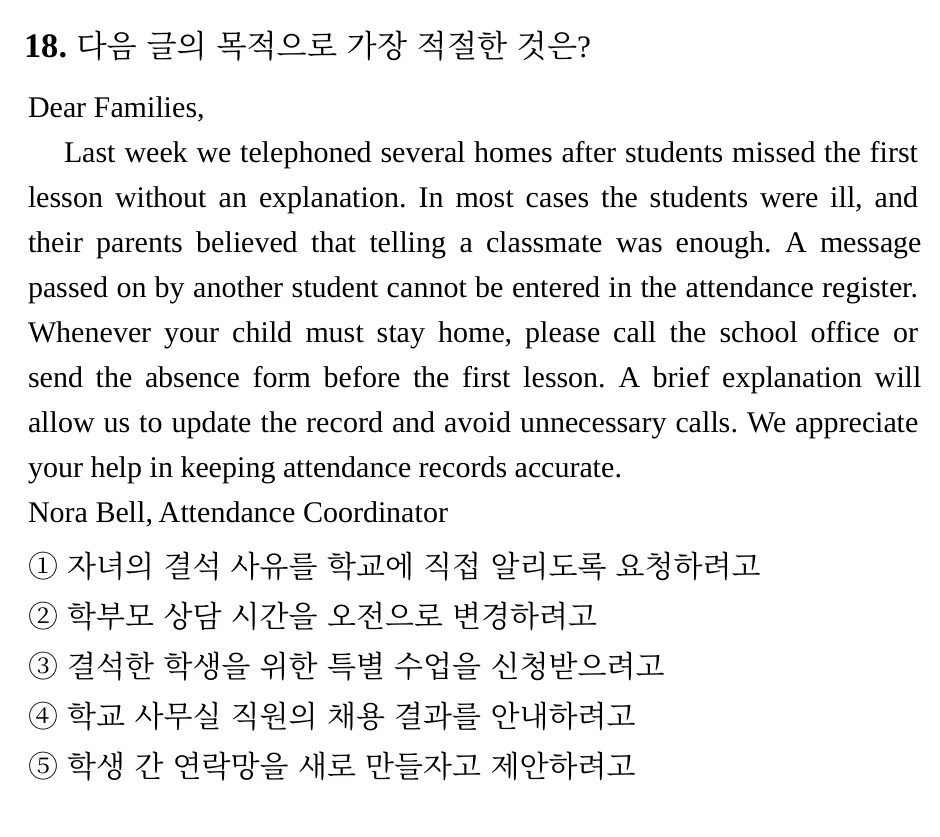 18. 다음 글의 목적으로 가장 적절한 것은?
Dear Families,
Last week we telephoned several homes after students missed the first
lesson without an explanation. In most cases the students were ill, and
their parents believed that telling a classmate was enough. A message
passed on by another student cannot be entered in the attendance register.
Whenever your child must stay home, please call the school office or
send the absence form before the first lesson. A brief explanation will
allow us to update the record and avoid unnecessary calls. We appreciate
your help in keeping attendance records accurate.
Nora Bell, Attendance Coordinator
① 자녀의 결석 사유를 학교에 직접 알리도록 요청하려고
② 학부모 상담 시간을 오전으로 변경하려고
③ 결석한 학생을 위한 특별 수업을 신청받으려고
④ 학교 사무실 직원의 채용 결과를 안내하려고
⑤ 학생 간 연락망을 새로 만들자고 제안하려고